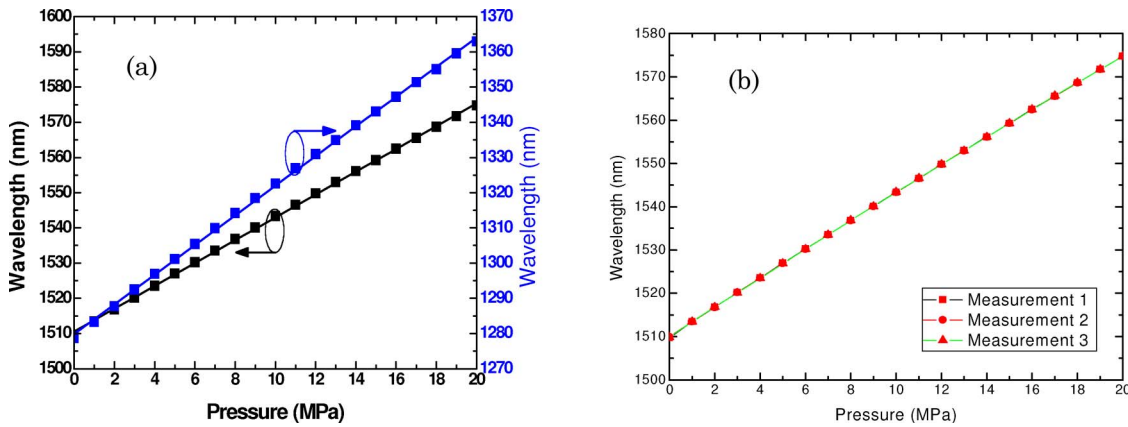 (a)
Wavelength (nm)
1600
1590
1580
1570
1560
1550
1540
1530
1520
1510
1500
1370
1360
1350
1340
1330
1320
1310
1300
1290
1280
1270
Wavelength (nm)
0 2 4 6 8 10 12 14 16 18 20
Pressure (MPa)
(b)
Wavelength (nm)
1580
1570
1560
1550
1540
1530
1520
1510
1500
Measurement 1
Measurement 2
Measurement 3
0 2 4 6 8 10 12 14 16 18 20
Pressure (MPa)